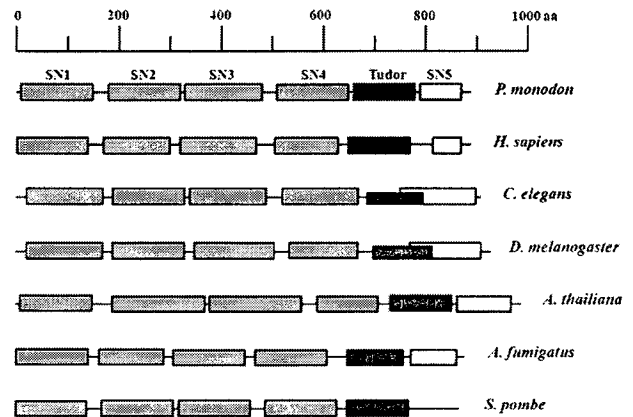 0 200 400 600 800 1000 aa
SN1 SN2 SN3 SN4 Tudor SN5
P. monodon
H. sapiens
C. elegans
D. melanogaster
A. thailiana
A. fumigatus
S. pombe